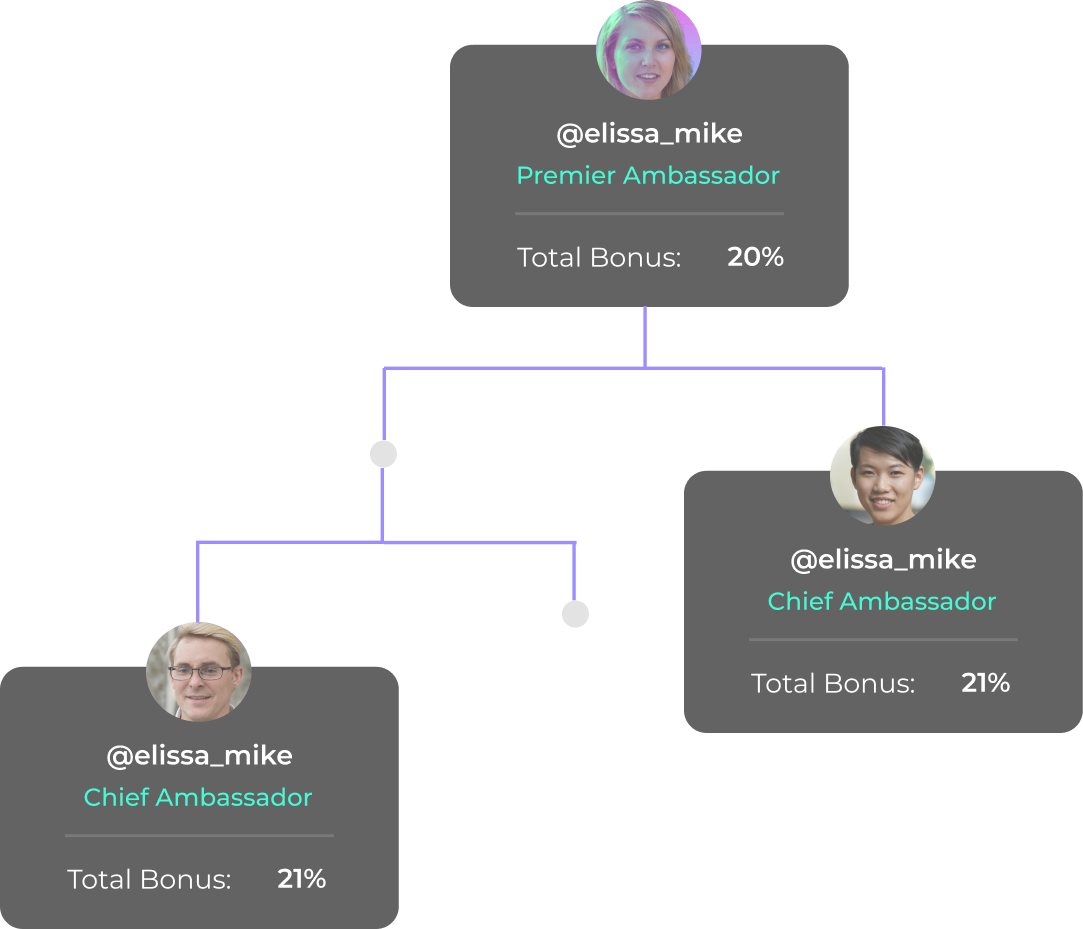 @elissa_mike
Premier Ambassador
Total Bonus: 20%
@elissa_mike
Chief Ambassador
Total Bonus: 21%
@elissa_mike
Chief Ambassador
Total Bonus: 21%